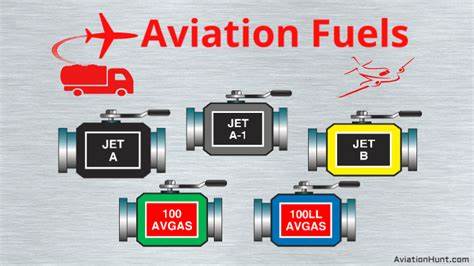 Aviation Fuels
JET
A
JET
A-1
JET
B
100
AVGAS
100LL
AVGAS
AviationHunt.com